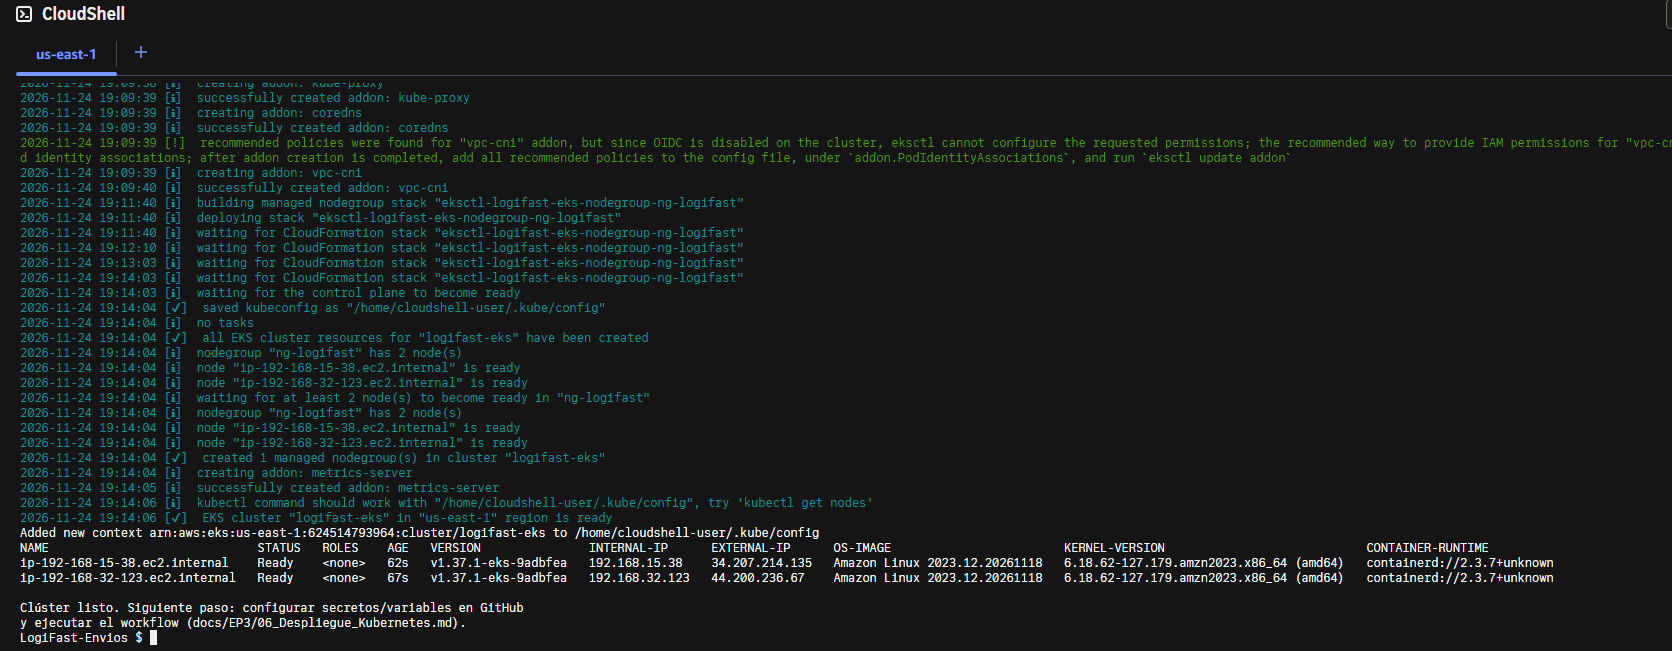 CloudShell
us-east-1
2026-11-24 19:09:38 [ℹ]  creating addon: kube-proxy
2026-11-24 19:09:39 [ℹ]  successfully created addon: kube-proxy
2026-11-24 19:09:39 [ℹ]  creating addon: coredns
2026-11-24 19:09:39 [ℹ]  successfully created addon: coredns
2026-11-24 19:09:39 [!]  recommended policies were found for "vpc-cni" addon, but since OIDC is disabled on the cluster, eksctl cannot configure the requested permissions; the recommended way to provide IAM permissions for "vpc-cn
d identity associations; after addon creation is completed, add all recommended policies to the config file, under `addon.PodIdentityAssociations`, and run `eksctl update addon`
2026-11-24 19:09:39 [ℹ]  creating addon: vpc-cni
2026-11-24 19:09:40 [ℹ]  successfully created addon: vpc-cni
2026-11-24 19:11:40 [ℹ]  building managed nodegroup stack "eksctl-logifast-eks-nodegroup-ng-logifast"
2026-11-24 19:11:40 [ℹ]  deploying stack "eksctl-logifast-eks-nodegroup-ng-logifast"
2026-11-24 19:11:40 [ℹ]  waiting for CloudFormation stack "eksctl-logifast-eks-nodegroup-ng-logifast"
2026-11-24 19:12:10 [ℹ]  waiting for CloudFormation stack "eksctl-logifast-eks-nodegroup-ng-logifast"
2026-11-24 19:13:03 [ℹ]  waiting for CloudFormation stack "eksctl-logifast-eks-nodegroup-ng-logifast"
2026-11-24 19:14:03 [ℹ]  waiting for CloudFormation stack "eksctl-logifast-eks-nodegroup-ng-logifast"
2026-11-24 19:14:03 [ℹ]  waiting for the control plane to become ready
2026-11-24 19:14:04 [✔]  saved kubeconfig as "/home/cloudshell-user/.kube/config"
2026-11-24 19:14:04 [ℹ]  no tasks
2026-11-24 19:14:04 [✔]  all EKS cluster resources for "logifast-eks" have been created
2026-11-24 19:14:04 [ℹ]  nodegroup "ng-logifast" has 2 node(s)
2026-11-24 19:14:04 [ℹ]  node "ip-192-168-15-38.ec2.internal" is ready
2026-11-24 19:14:04 [ℹ]  node "ip-192-168-32-123.ec2.internal" is ready
2026-11-24 19:14:04 [ℹ]  waiting for at least 2 node(s) to become ready in "ng-logifast"
2026-11-24 19:14:04 [ℹ]  nodegroup "ng-logifast" has 2 node(s)
2026-11-24 19:14:04 [ℹ]  node "ip-192-168-15-38.ec2.internal" is ready
2026-11-24 19:14:04 [ℹ]  node "ip-192-168-32-123.ec2.internal" is ready
2026-11-24 19:14:04 [✔]  created 1 managed nodegroup(s) in cluster "logifast-eks"
2026-11-24 19:14:04 [ℹ]  creating addon: metrics-server
2026-11-24 19:14:05 [ℹ]  successfully created addon: metrics-server
2026-11-24 19:14:06 [ℹ]  kubectl command should work with "/home/cloudshell-user/.kube/config", try 'kubectl get nodes'
2026-11-24 19:14:06 [✔]  EKS cluster "logifast-eks" in "us-east-1" region is ready
Added new context arn:aws:eks:us-east-1:624514793964:cluster/logifast-eks to /home/cloudshell-user/.kube/config
NAME STATUS ROLES AGE VERSION INTERNAL-IP EXTERNAL-IP OS-IMAGE KERNEL-VERSION CONTAINER-RUNTIME
ip-192-168-15-38.ec2.internal Ready <none> 62s v1.37.1-eks-9adbfea 192.168.15.38 34.207.214.135 Amazon Linux 2023.12.20261118 6.18.62-127.179.amzn2023.x86_64 (amd64) containerd://2.3.7+unknown
ip-192-168-32-123.ec2.internal Ready <none> 67s v1.37.1-eks-9adbfea 192.168.32.123 44.200.236.67 Amazon Linux 2023.12.20261118 6.18.62-127.179.amzn2023.x86_64 (amd64) containerd://2.3.7+unknown
Clúster listo. Siguiente paso: configurar secretos/variables en GitHub
y ejecutar el workflow (docs/EP3/06_Despliegue_Kubernetes.md).
LogiFast-Envios $